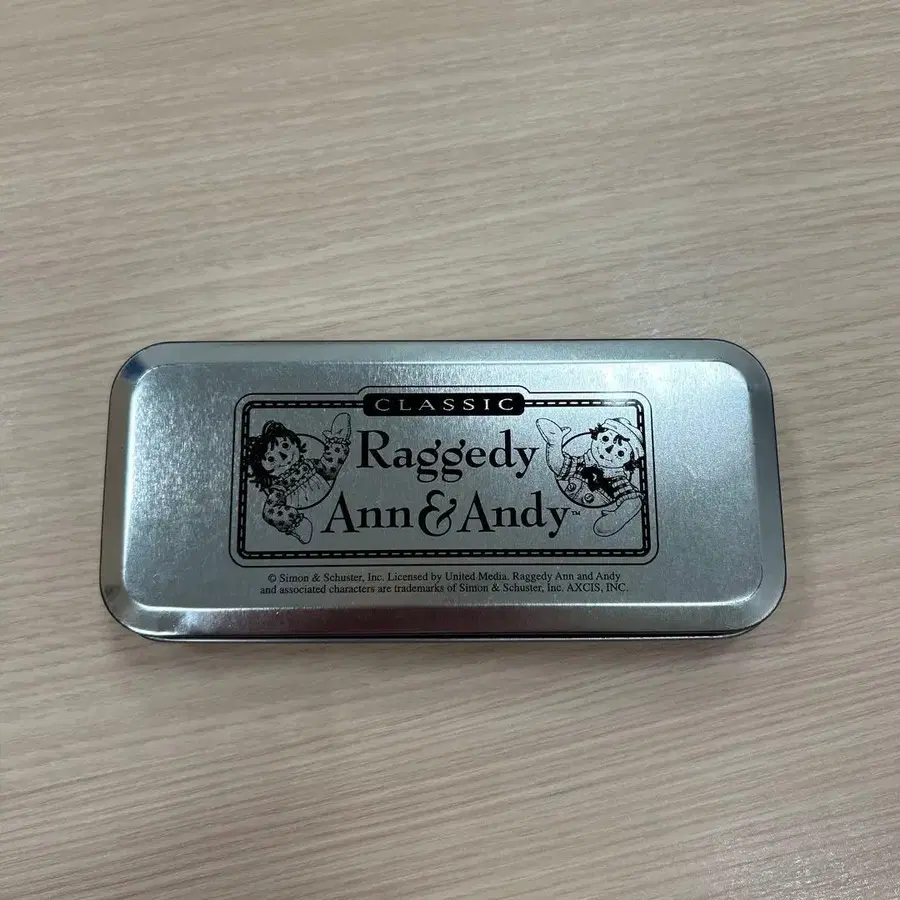 CLASSIC
Raggedy
Ann & Andy™
© Simon & Schuster, Inc. Licensed by United Media. Raggedy Ann and Andy
and associated characters are trademarks of Simon & Schuster, Inc. AXCIS, INC.